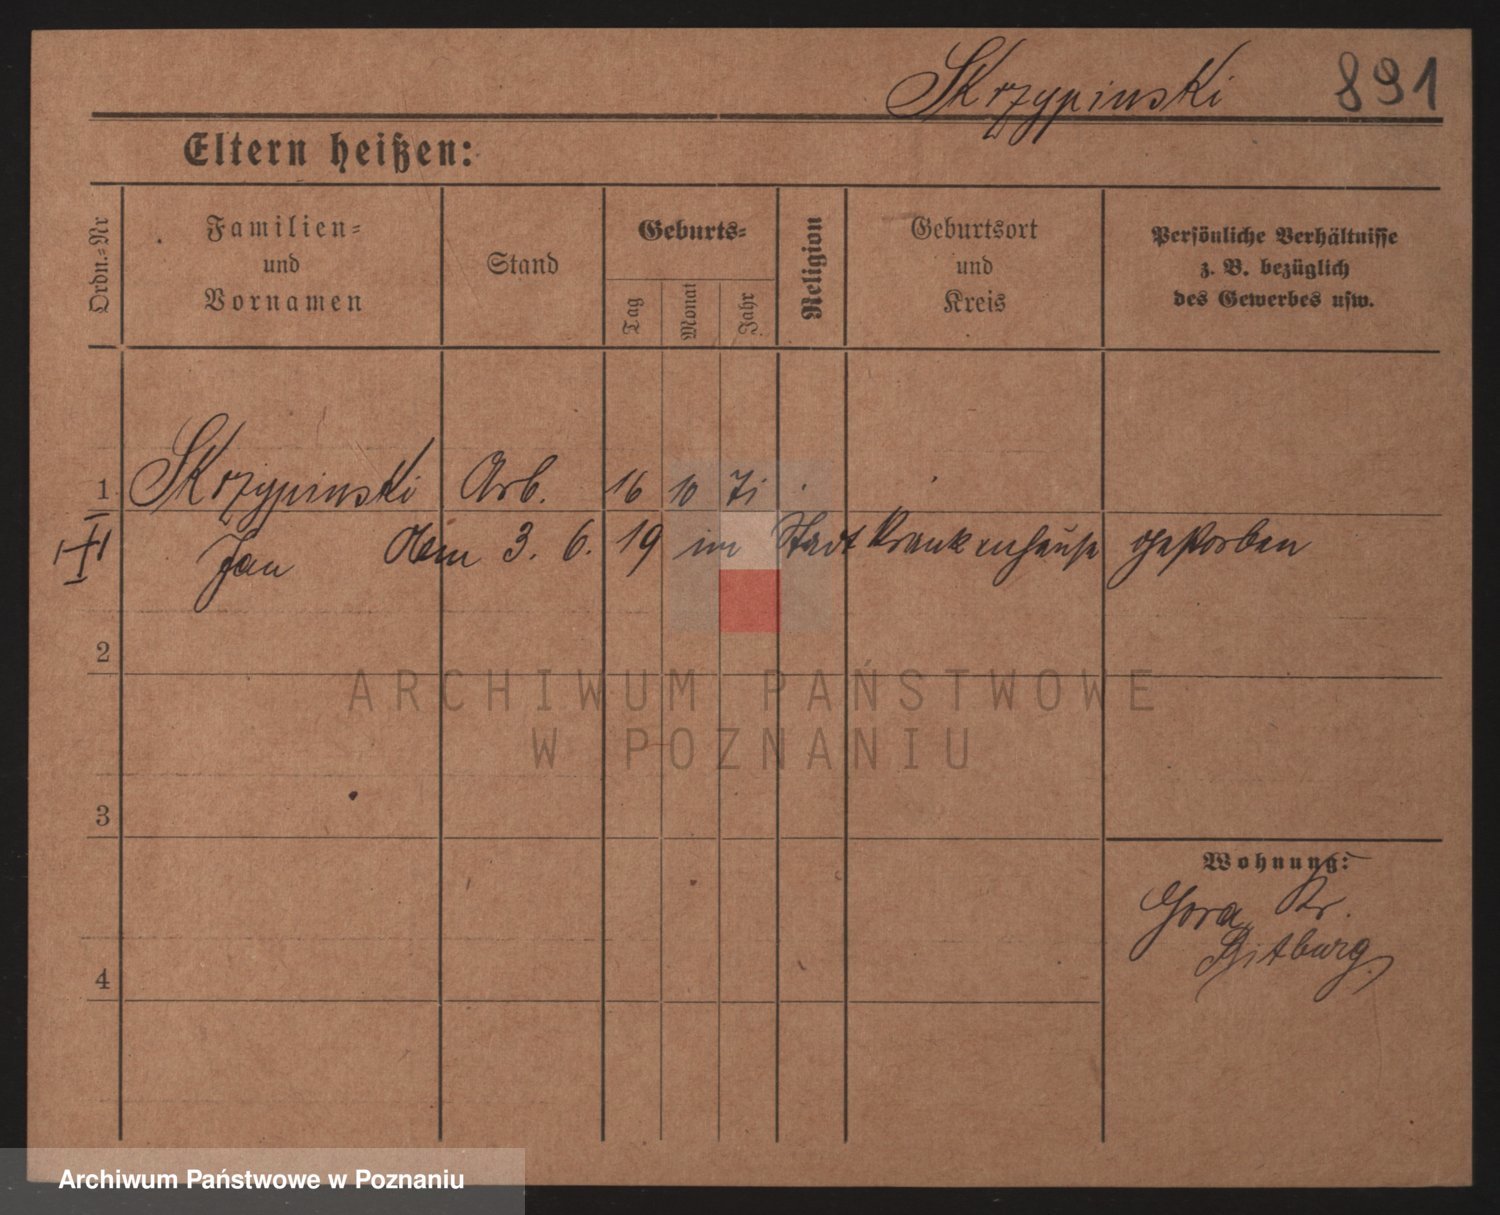 Skrzypinski 891
Eltern heißen:
Ordn.-Nr
Familien-
und
Vornamen
Stand
Geburts-
Tag
Monat
Jahr
Religion
Geburtsort
und
Kreis
Persönliche Verhältnisse
z. B. bezüglich
des Gewerbes usw.
1 Skrzypinski Arb. 16 10 71
Jan Am 3. 6. 19 im Stadtkrankenhause gestorben
2
ARCHIWUM PAŃSTWOWE
W POZNANIU
3
Wohnung:
Gora Kr.
4
Archiwum Państwowe w Poznaniu